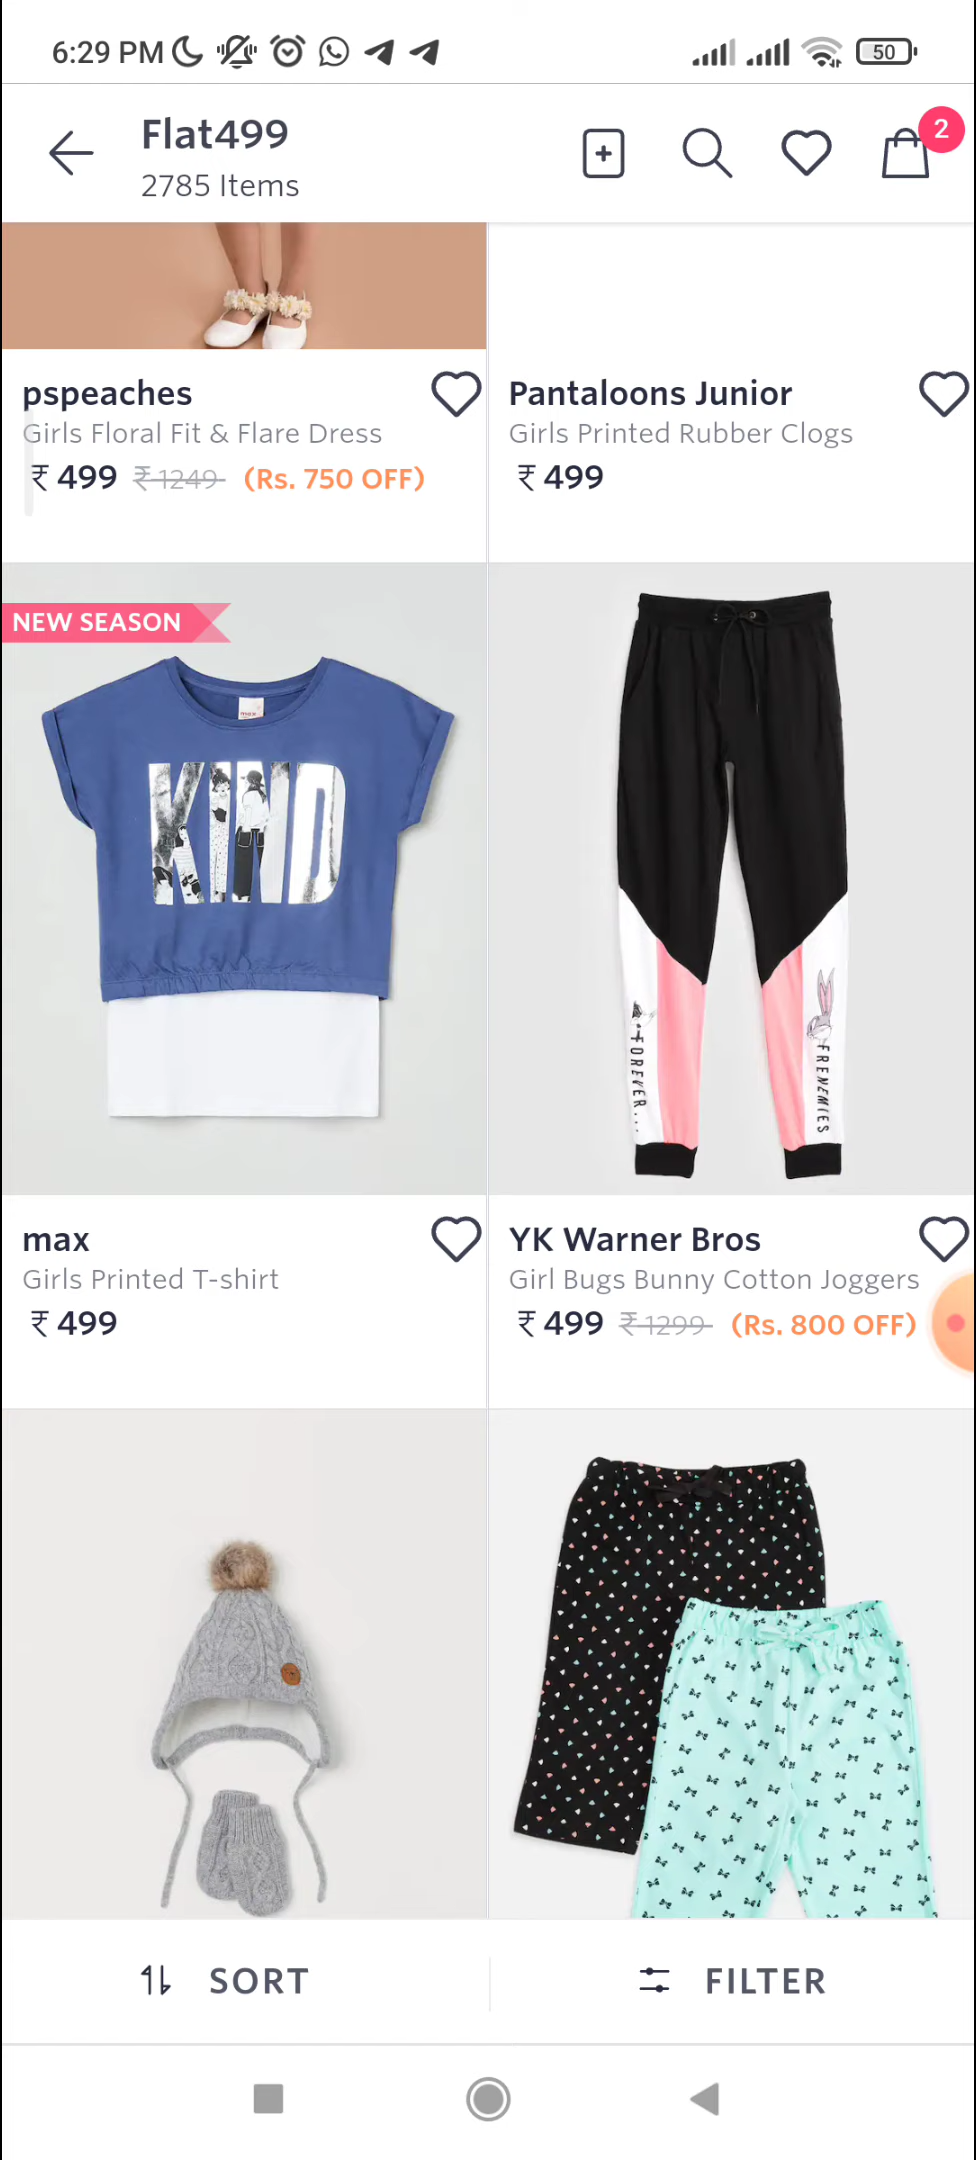 6:29 PM
50
Flat499
2785 Items
2
pspeaches
Girls Floral Fit & Flare Dress
₹ 499 ₹ 1249 (Rs. 750 OFF)
Pantaloons Junior
Girls Printed Rubber Clogs
₹ 499
NEW SEASON
KIND
FOREVER...
FRENEMIES
max
Girls Printed T-shirt
₹ 499
YK Warner Bros
Girl Bugs Bunny Cotton Joggers
₹ 499 ₹ 1299 (Rs. 800 OFF)
SORT
FILTER